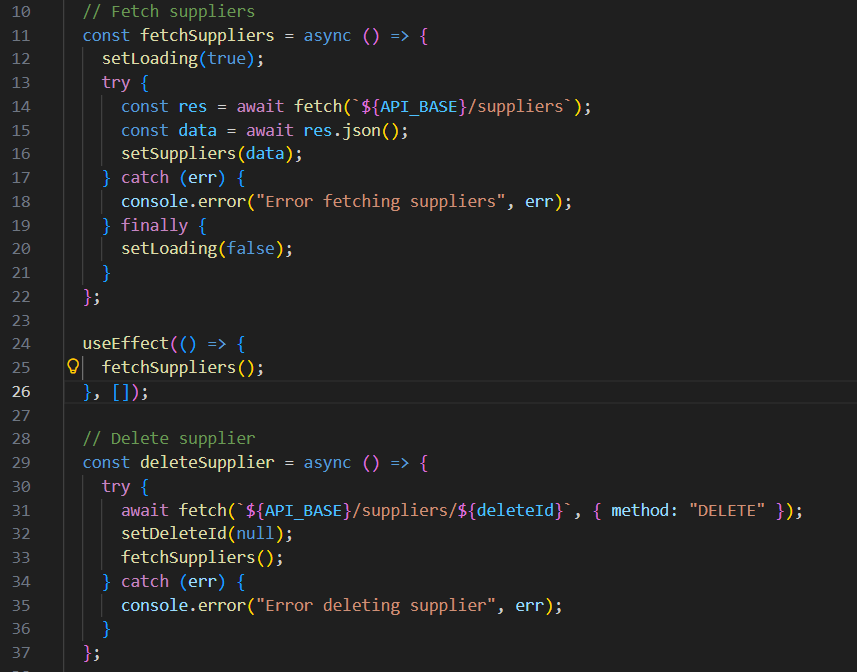 10 // Fetch suppliers
11 const fetchSuppliers = async () => {
12 setLoading(true);
13 try {
14 const res = await fetch(`${API_BASE}/suppliers`);
15 const data = await res.json();
16 setSuppliers(data);
17 } catch (err) {
18 console.error("Error fetching suppliers", err);
19 } finally {
20 setLoading(false);
21 }
22 };
23
24 useEffect(() => {
25 fetchSuppliers();
26 }, []);
27
28 // Delete supplier
29 const deleteSupplier = async () => {
30 try {
31 await fetch(`${API_BASE}/suppliers/${deleteId}`, { method: "DELETE" });
32 setDeleteId(null);
33 fetchSuppliers();
34 } catch (err) {
35 console.error("Error deleting supplier", err);
36 }
37 };